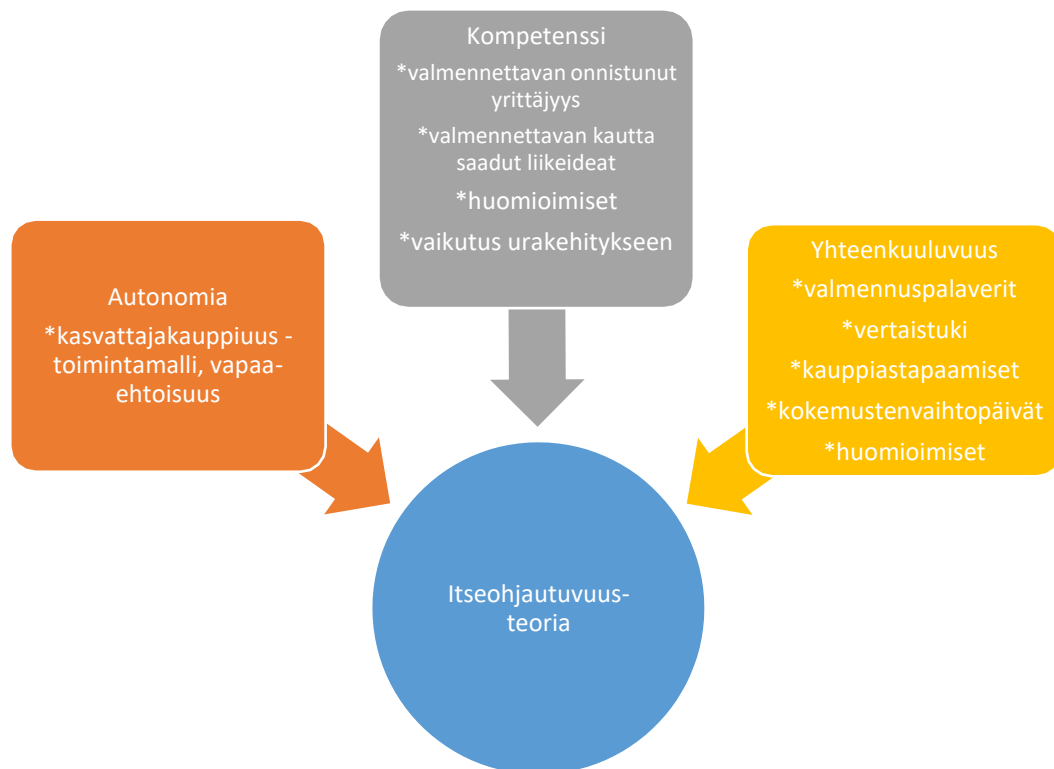 Kompetenssi
*valmennettavan onnistunut
yrittäjyys
*valmennettavan kautta
saadut liikeideat
*huomioimiset
*vaikutus urakehitykseen
Autonomia
*kasvattajakauppiuus -
toimintamalli, vapaa-
ehtoisuus
Yhteenkuuluvuus
*valmennuspalaverit
*vertaistuki
*kauppiastapaamiset
*kokemustenvaihtopäivät
*huomioimiset
Itseohjautuvuus-
teoria